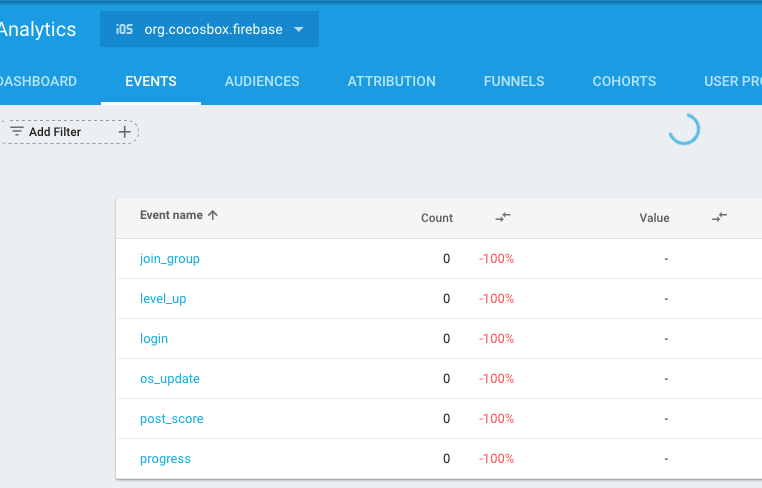 Analytics
iOS org.cocosbox.firebase
DASHBOARD EVENTS AUDIENCES ATTRIBUTION FUNNELS COHORTS USER PRO
Add Filter +
Event name Count Value
join_group 0 -100% -
level_up 0 -100% -
login 0 -100% -
os_update 0 -100% -
post_score 0 -100% -
progress 0 -100% -